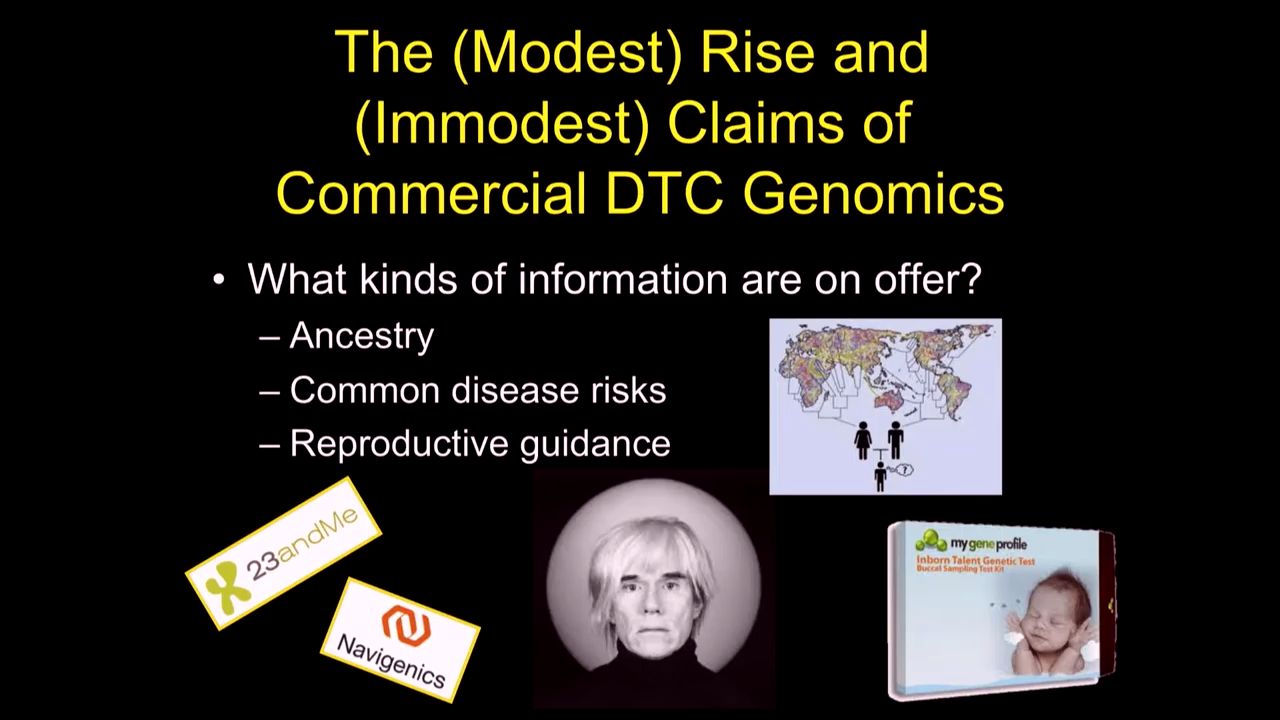 The (Modest) Rise and
(Immodest) Claims of
Commercial DTC Genomics
• What kinds of information are on offer?
– Ancestry
– Common disease risks
– Reproductive guidance
?
23andMe
Navigenics
my gene profile
Inborn Talent Genetic Test
Buccal Sampling Test Kit